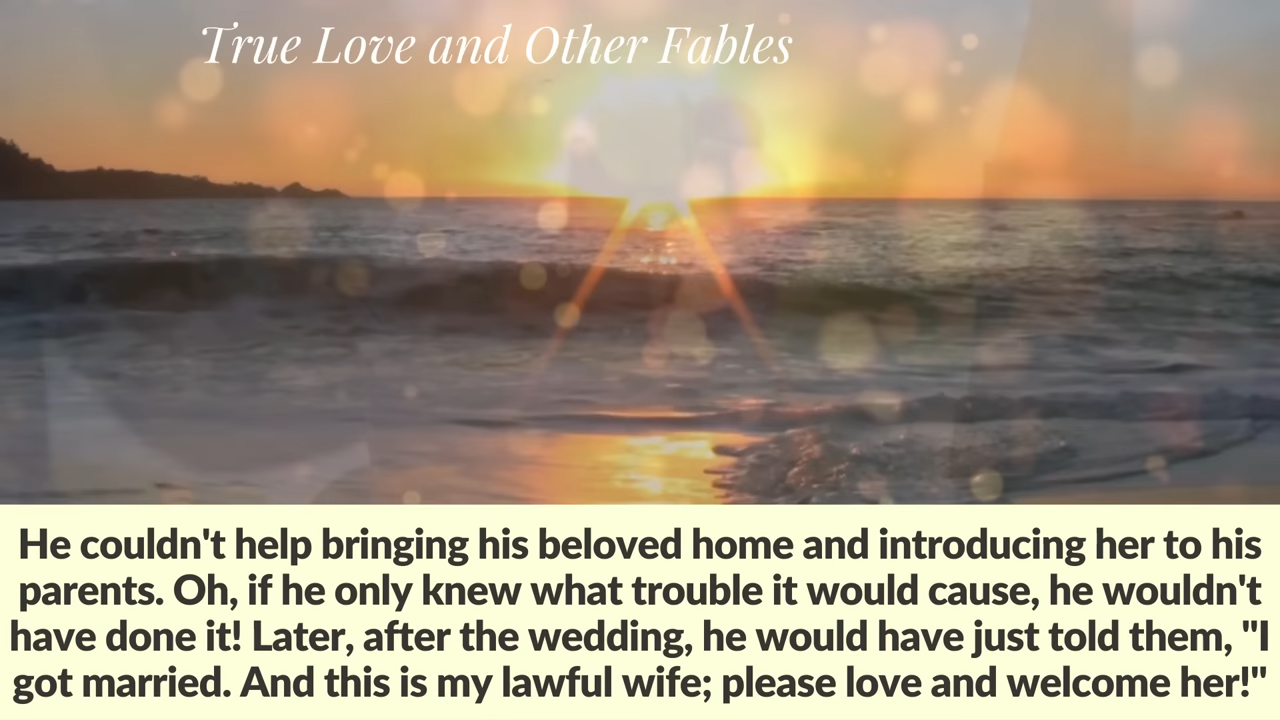 True Love and Other Fables
He couldn't help bringing his beloved home and introducing her to his
parents. Oh, if he only knew what trouble it would cause, he wouldn't
have done it! Later, after the wedding, he would have just told them, "I
got married. And this is my lawful wife; please love and welcome her!"